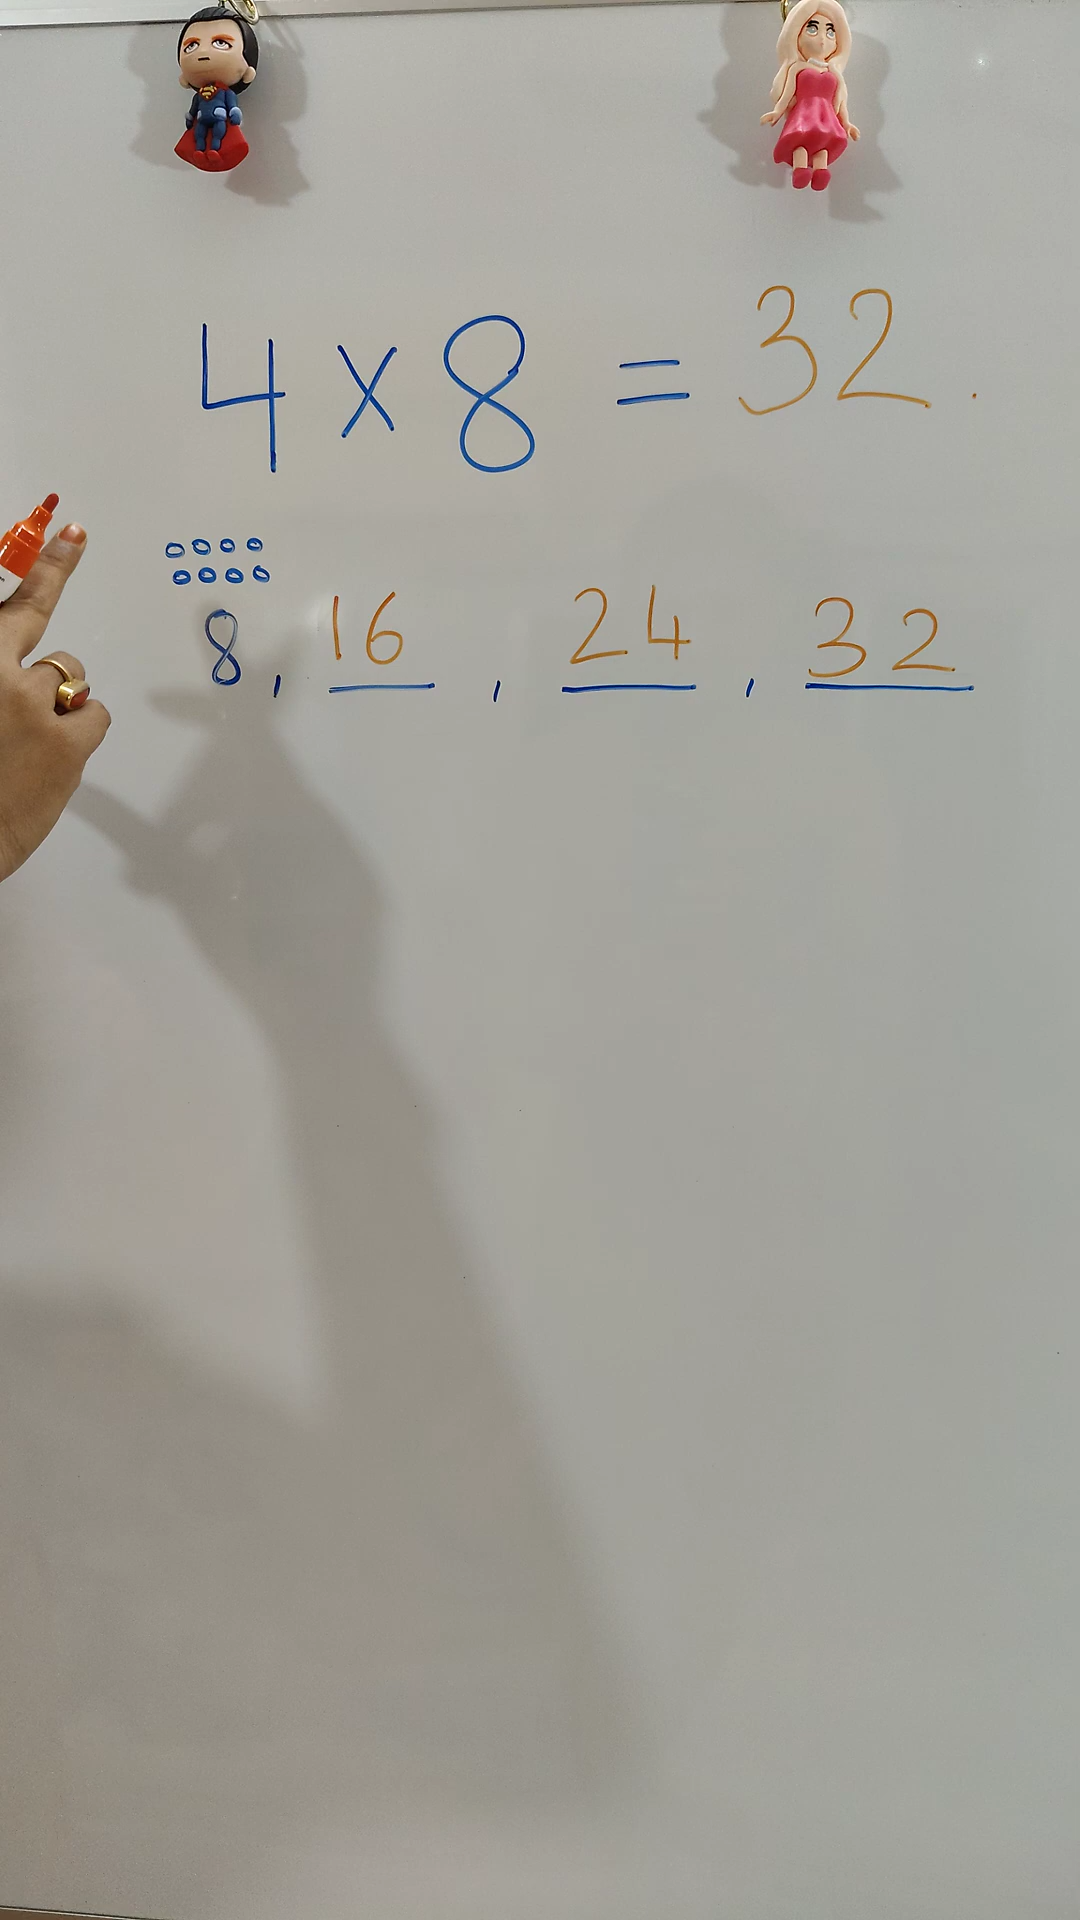 4 x 8 = 32.
8, 16, 24, 32